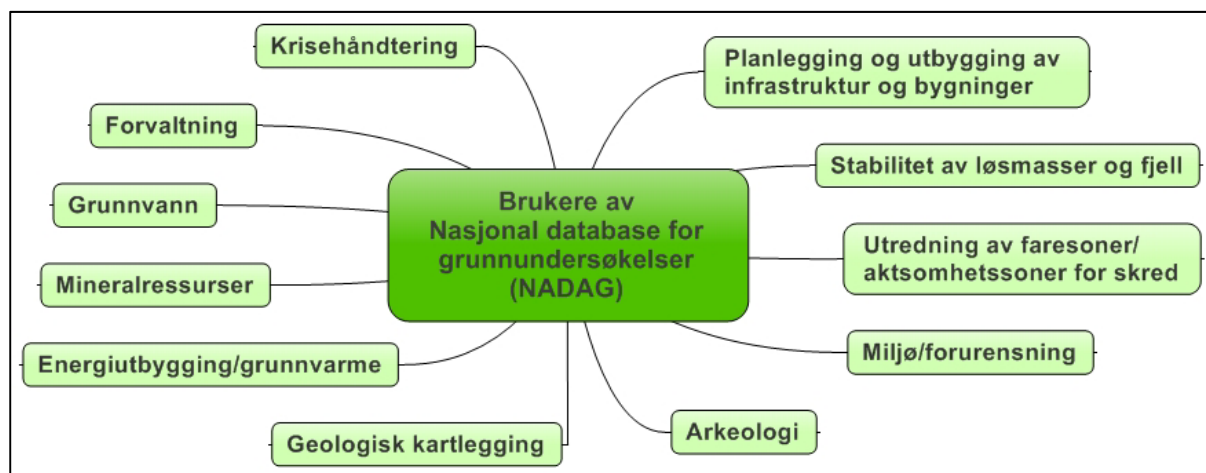 Krisehåndtering
Planlegging og utbygging av
infrastruktur og bygninger
Forvaltning
Stabilitet av løsmasser og fjell
Grunnvann
Brukere av
Nasjonal database for
grunnundersøkelser
(NADAG)
Utredning av faresoner/
aktsomhetssoner for skred
Mineralressurser
Miljø/forurensning
Energiutbygging/grunnvarme
Arkeologi
Geologisk kartlegging